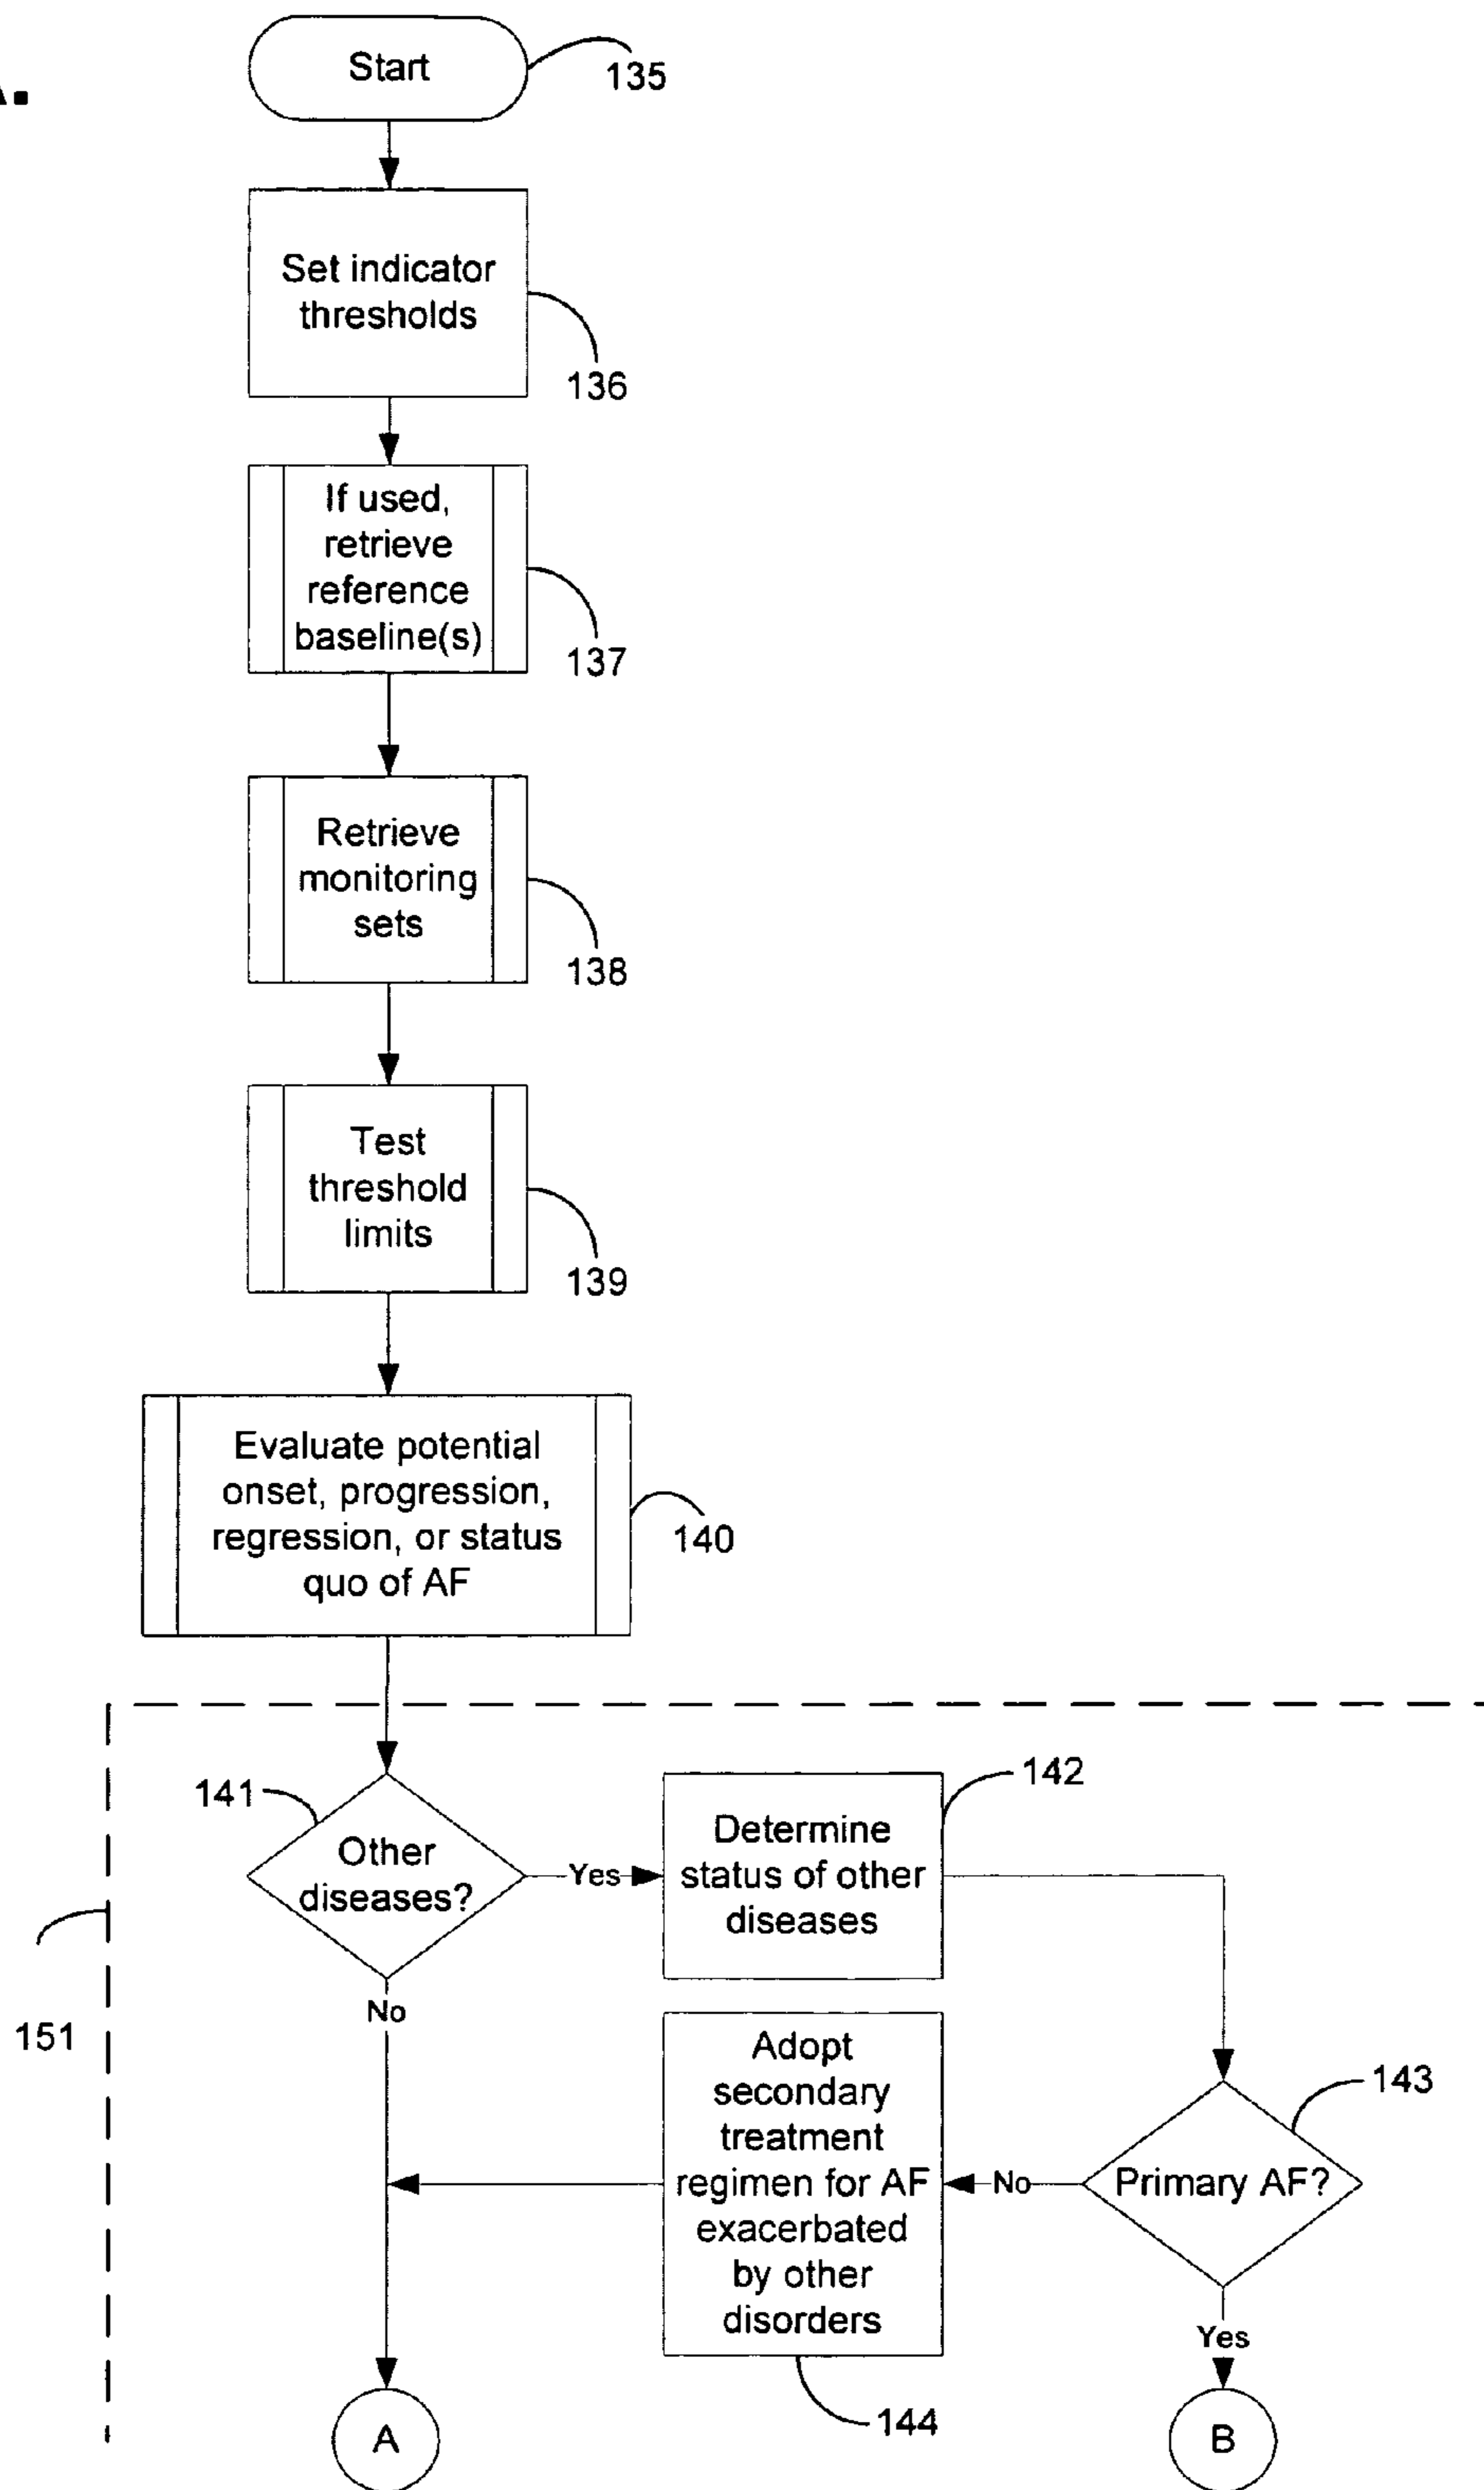 Start
135
Set indicator
thresholds
136
If used,
retrieve
reference
baseline(s)
137
Retrieve
monitoring
sets
138
Test
threshold
limits
139
Evaluate potential
onset, progression,
regression, or status
quo of AF
140
141
Other
diseases?
Yes
Determine
status of other
diseases
142
No
151
Adopt
secondary
treatment
regimen for AF
exacerbated
by other
disorders
144
No
Primary AF?
143
Yes
A
B